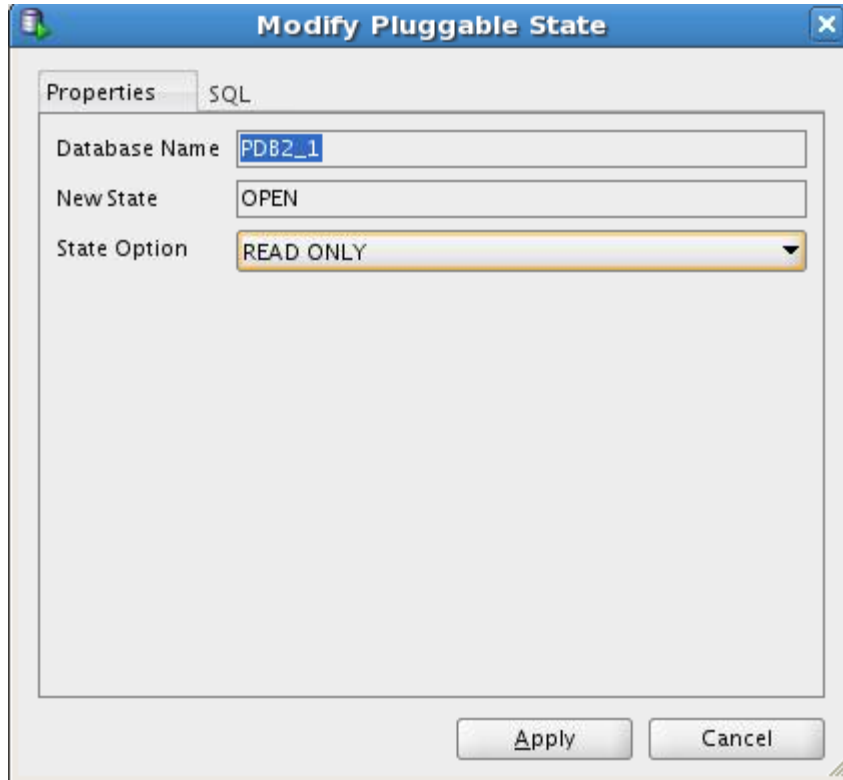 Modify Pluggable State
Properties SQL
Database Name PDB2_1
New State OPEN
State Option READ ONLY
Apply Cancel